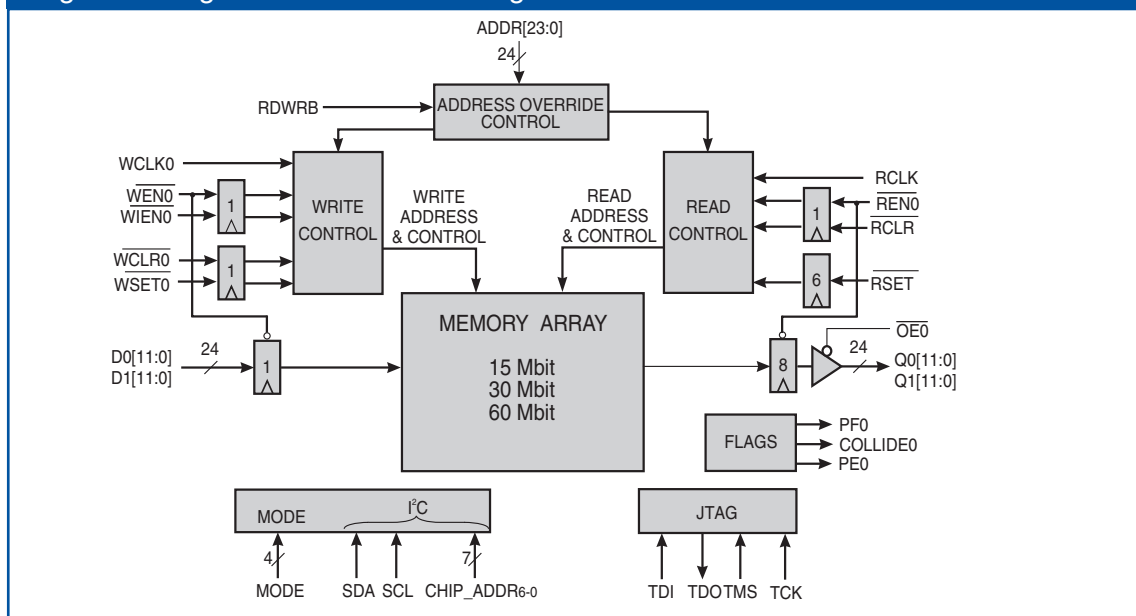 ADDR[23:0]
24
ADDRESS OVERRIDE
CONTROL
RDWRB
WCLK0
WEN0
WIEN0
1
WCLR0
WSET0
1
WRITE
CONTROL
WRITE
ADDRESS
& CONTROL
READ
ADDRESS
& CONTROL
READ
CONTROL
RCLK
REN0
RCLR
1
RSET
6
MEMORY ARRAY
15 Mbit
30 Mbit
60 Mbit
D0[11:0]
D1[11:0]
24
1
8
OE0
24
Q0[11:0]
Q1[11:0]
FLAGS
PF0
COLLIDE0
PE0
MODE
I²C
4
7
MODE
SDA
SCL
CHIP_ADDR6-0
JTAG
TDI
TDO
TMS
TCK